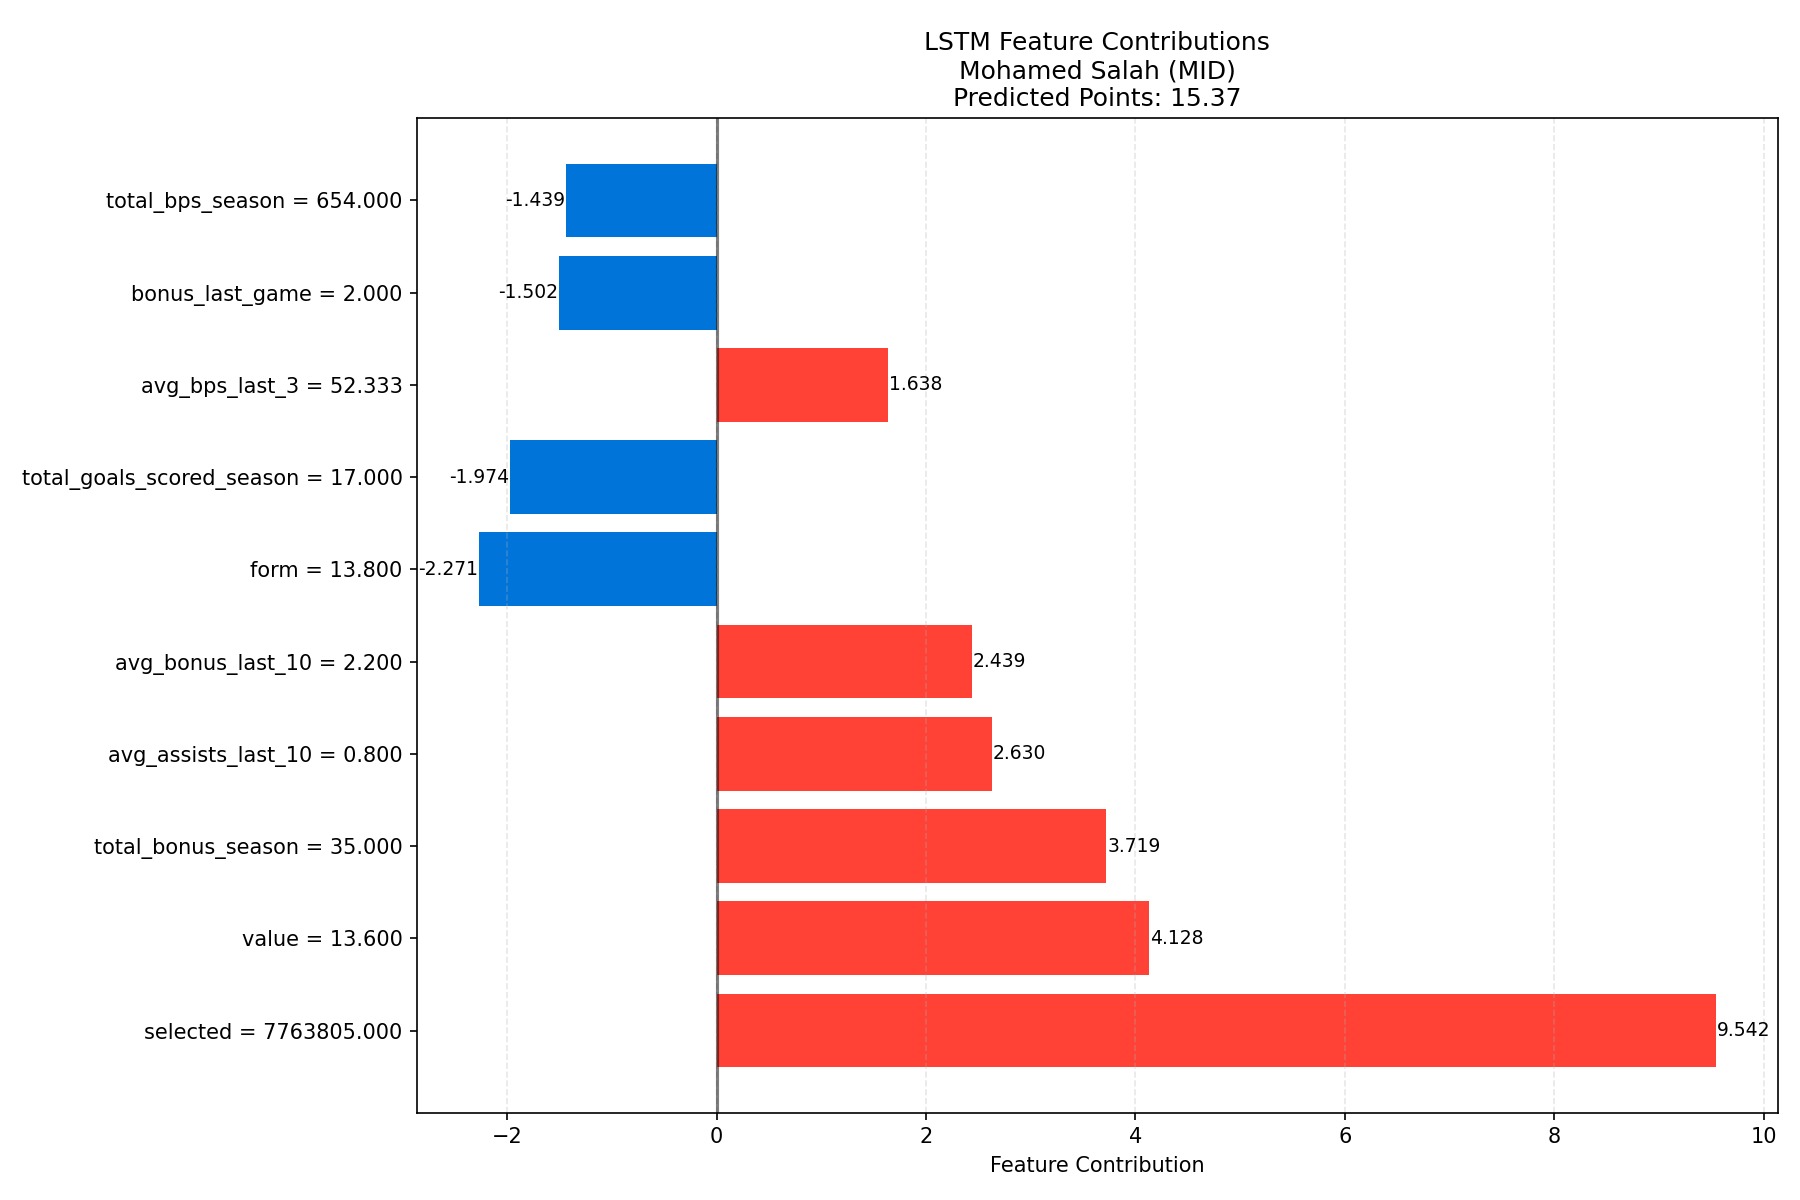 LSTM Feature Contributions
Mohamed Salah (MID)
Predicted Points: 15.37
total_bps_season = 654.000 -1.439
bonus_last_game = 2.000 -1.502
avg_bps_last_3 = 52.333 1.638
total_goals_scored_season = 17.000 -1.974
form = 13.800 -2.271
avg_bonus_last_10 = 2.200 2.439
avg_assists_last_10 = 0.800 2.630
total_bonus_season = 35.000 3.719
value = 13.600 4.128
selected = 7763805.000 9.542
−2 0 2 4 6 8 10
Feature Contribution